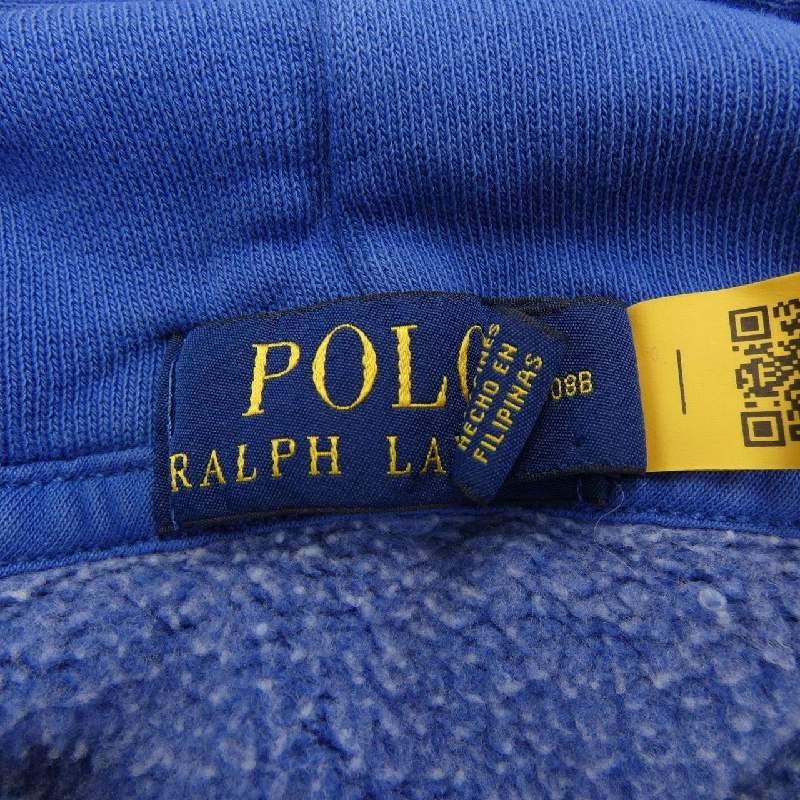 POLO
RALPH LA
HECHO EN
FILIPINAS
08B